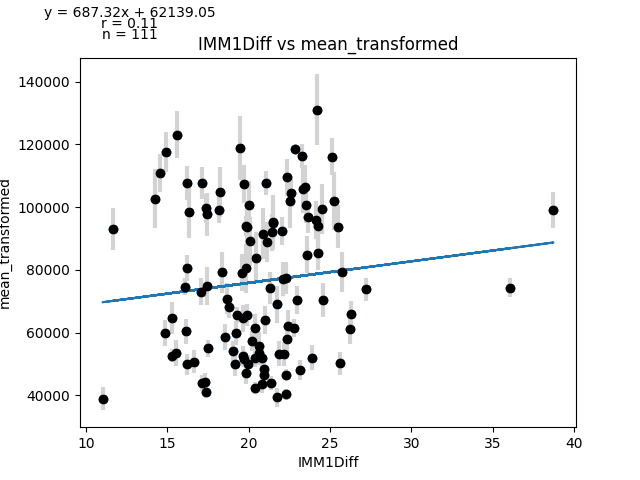 y = 687.32x + 62139.05
r = 0.11
n = 111
IMM1Diff vs mean_transformed
mean_transformed
140000
120000
100000
80000
60000
40000
10 15 20 25 30 35 40
IMM1Diff